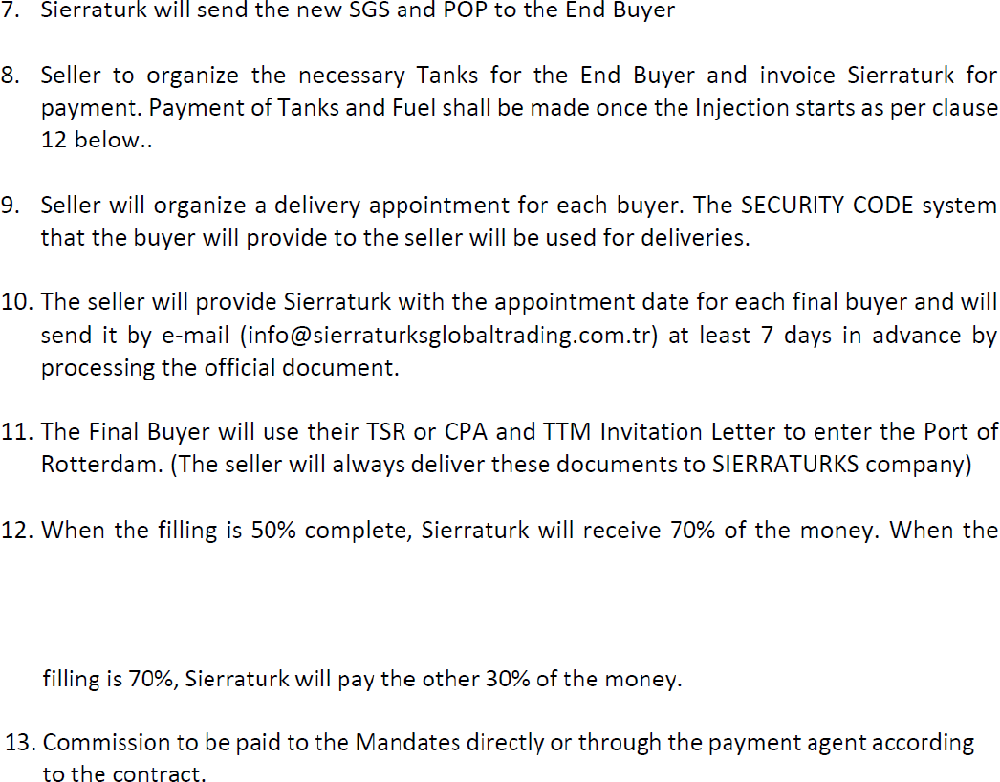 7. Sierraturk will send the new SGS and POP to the End Buyer
8. Seller to organize the necessary Tanks for the End Buyer and invoice Sierraturk for
payment. Payment of Tanks and Fuel shall be made once the Injection starts as per clause
12 below..
9. Seller will organize a delivery appointment for each buyer. The SECURITY CODE system
that the buyer will provide to the seller will be used for deliveries.
10. The seller will provide Sierraturk with the appointment date for each final buyer and will
send it by e-mail (info@sierraturksglobaltrading.com.tr) at least 7 days in advance by
processing the official document.
11. The Final Buyer will use their TSR or CPA and TTM Invitation Letter to enter the Port of
Rotterdam. (The seller will always deliver these documents to SIERRATURKS company)
12. When the filling is 50% complete, Sierraturk will receive 70% of the money. When the
filling is 70%, Sierraturk will pay the other 30% of the money.
13. Commission to be paid to the Mandates directly or through the payment agent according
to the contract.